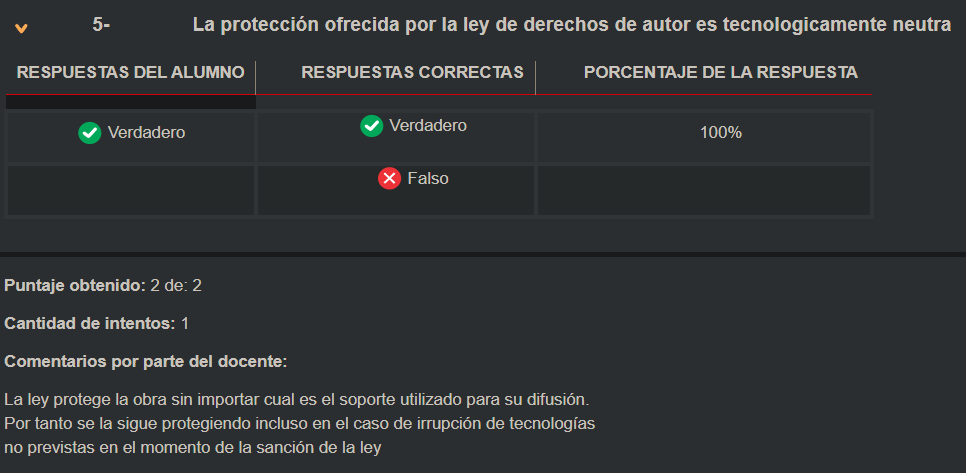 5- La protección ofrecida por la ley de derechos de autor es tecnologicamente neutra
RESPUESTAS DEL ALUMNO RESPUESTAS CORRECTAS PORCENTAJE DE LA RESPUESTA
Verdadero Verdadero 100%
Falso
Puntaje obtenido: 2 de: 2
Cantidad de intentos: 1
Comentarios por parte del docente:
La ley protege la obra sin importar cual es el soporte utilizado para su difusión.
Por tanto se la sigue protegiendo incluso en el caso de irrupción de tecnologías
no previstas en el momento de la sanción de la ley